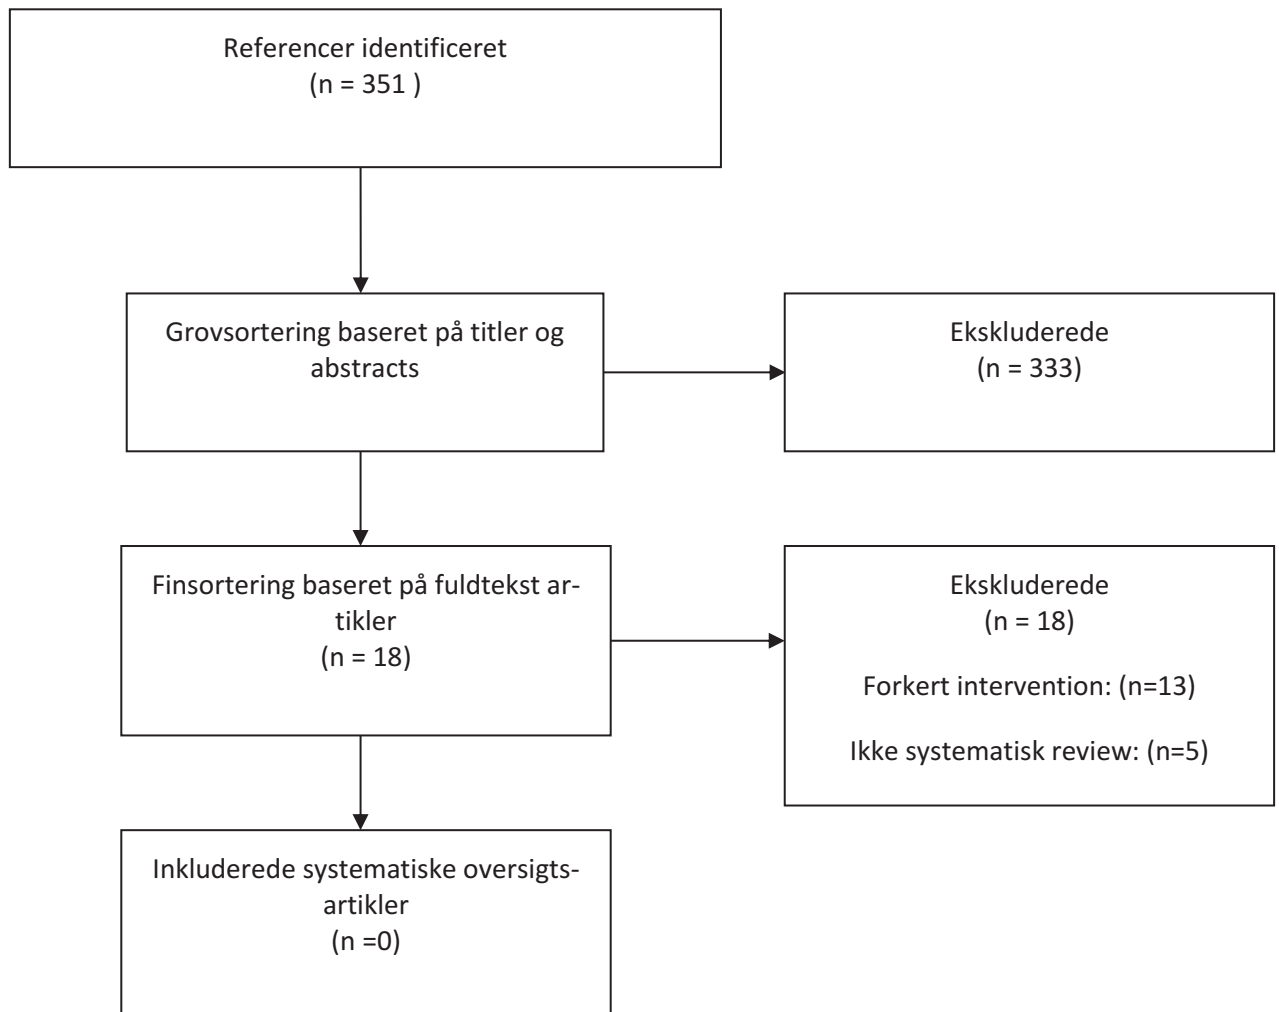 Referencer identificeret
(n = 351 )
Grovsortering baseret på titler og
abstracts
Ekskluderede
(n = 333)
Finsortering baseret på fuldtekst ar-
tikler
(n = 18)
Ekskluderede
(n = 18)
Forkert intervention: (n=13)
Ikke systematisk review: (n=5)
Inkluderede systematiske oversigts-
artikler
(n =0)